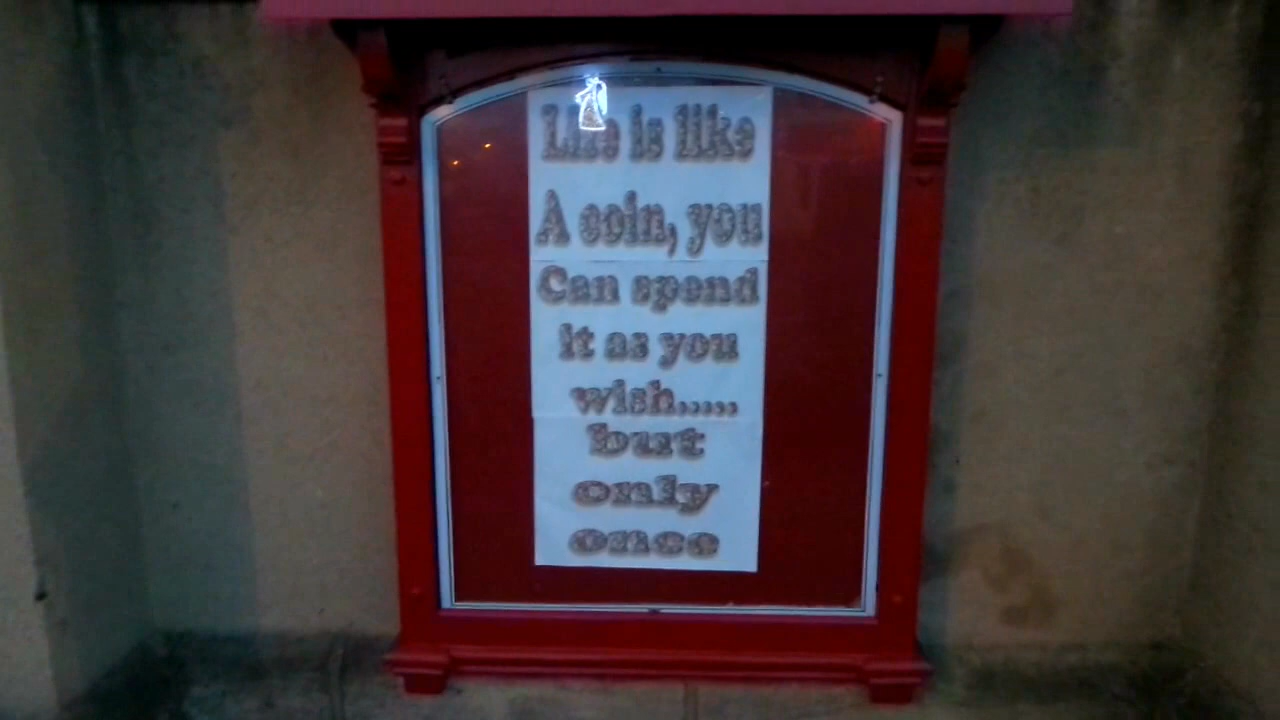 Life is like
A coin, you
Can spend
it as you
wish.....
but
only
once